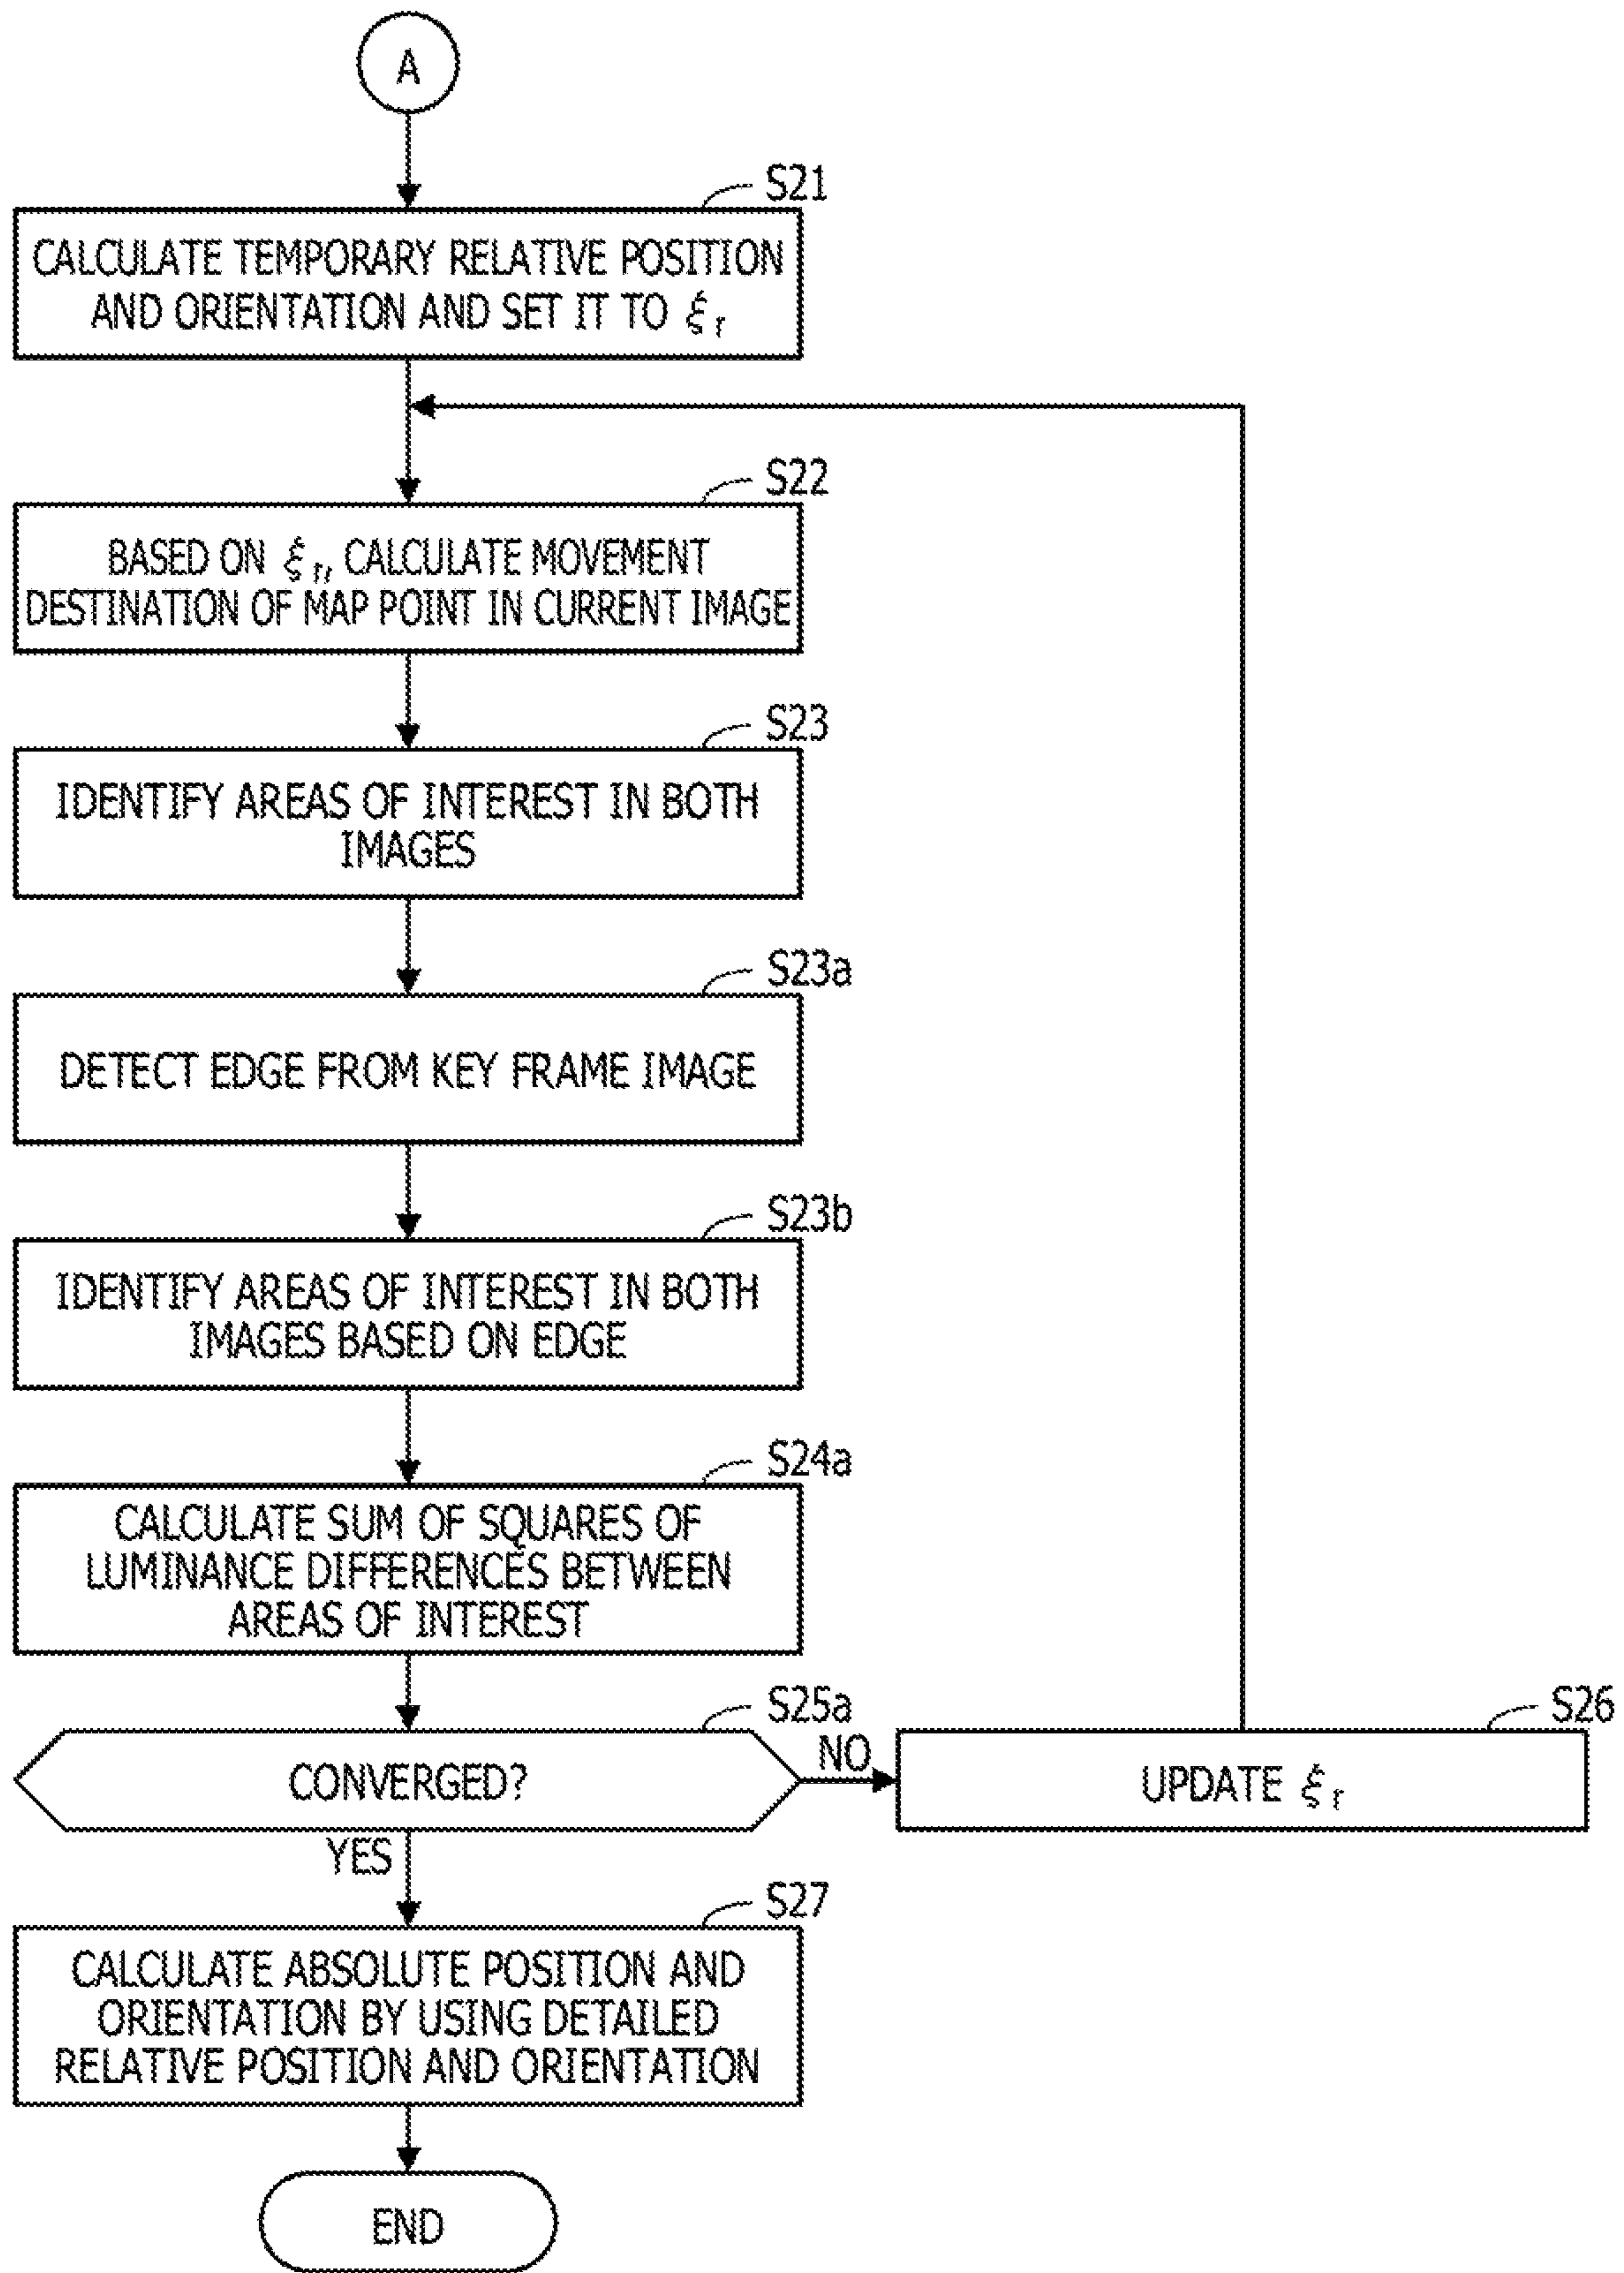 A
S21
CALCULATE TEMPORARY RELATIVE POSITION
AND ORIENTATION AND SET IT TO ξr
S22
BASED ON ξr, CALCULATE MOVEMENT
DESTINATION OF MAP POINT IN CURRENT IMAGE
S23
IDENTIFY AREAS OF INTEREST IN BOTH
IMAGES
S23a
DETECT EDGE FROM KEY FRAME IMAGE
S23b
IDENTIFY AREAS OF INTEREST IN BOTH
IMAGES BASED ON EDGE
S24a
CALCULATE SUM OF SQUARES OF
LUMINANCE DIFFERENCES BETWEEN
AREAS OF INTEREST
S25a
CONVERGED?
NO
S26
UPDATE ξr
YES
S27
CALCULATE ABSOLUTE POSITION AND
ORIENTATION BY USING DETAILED
RELATIVE POSITION AND ORIENTATION
END